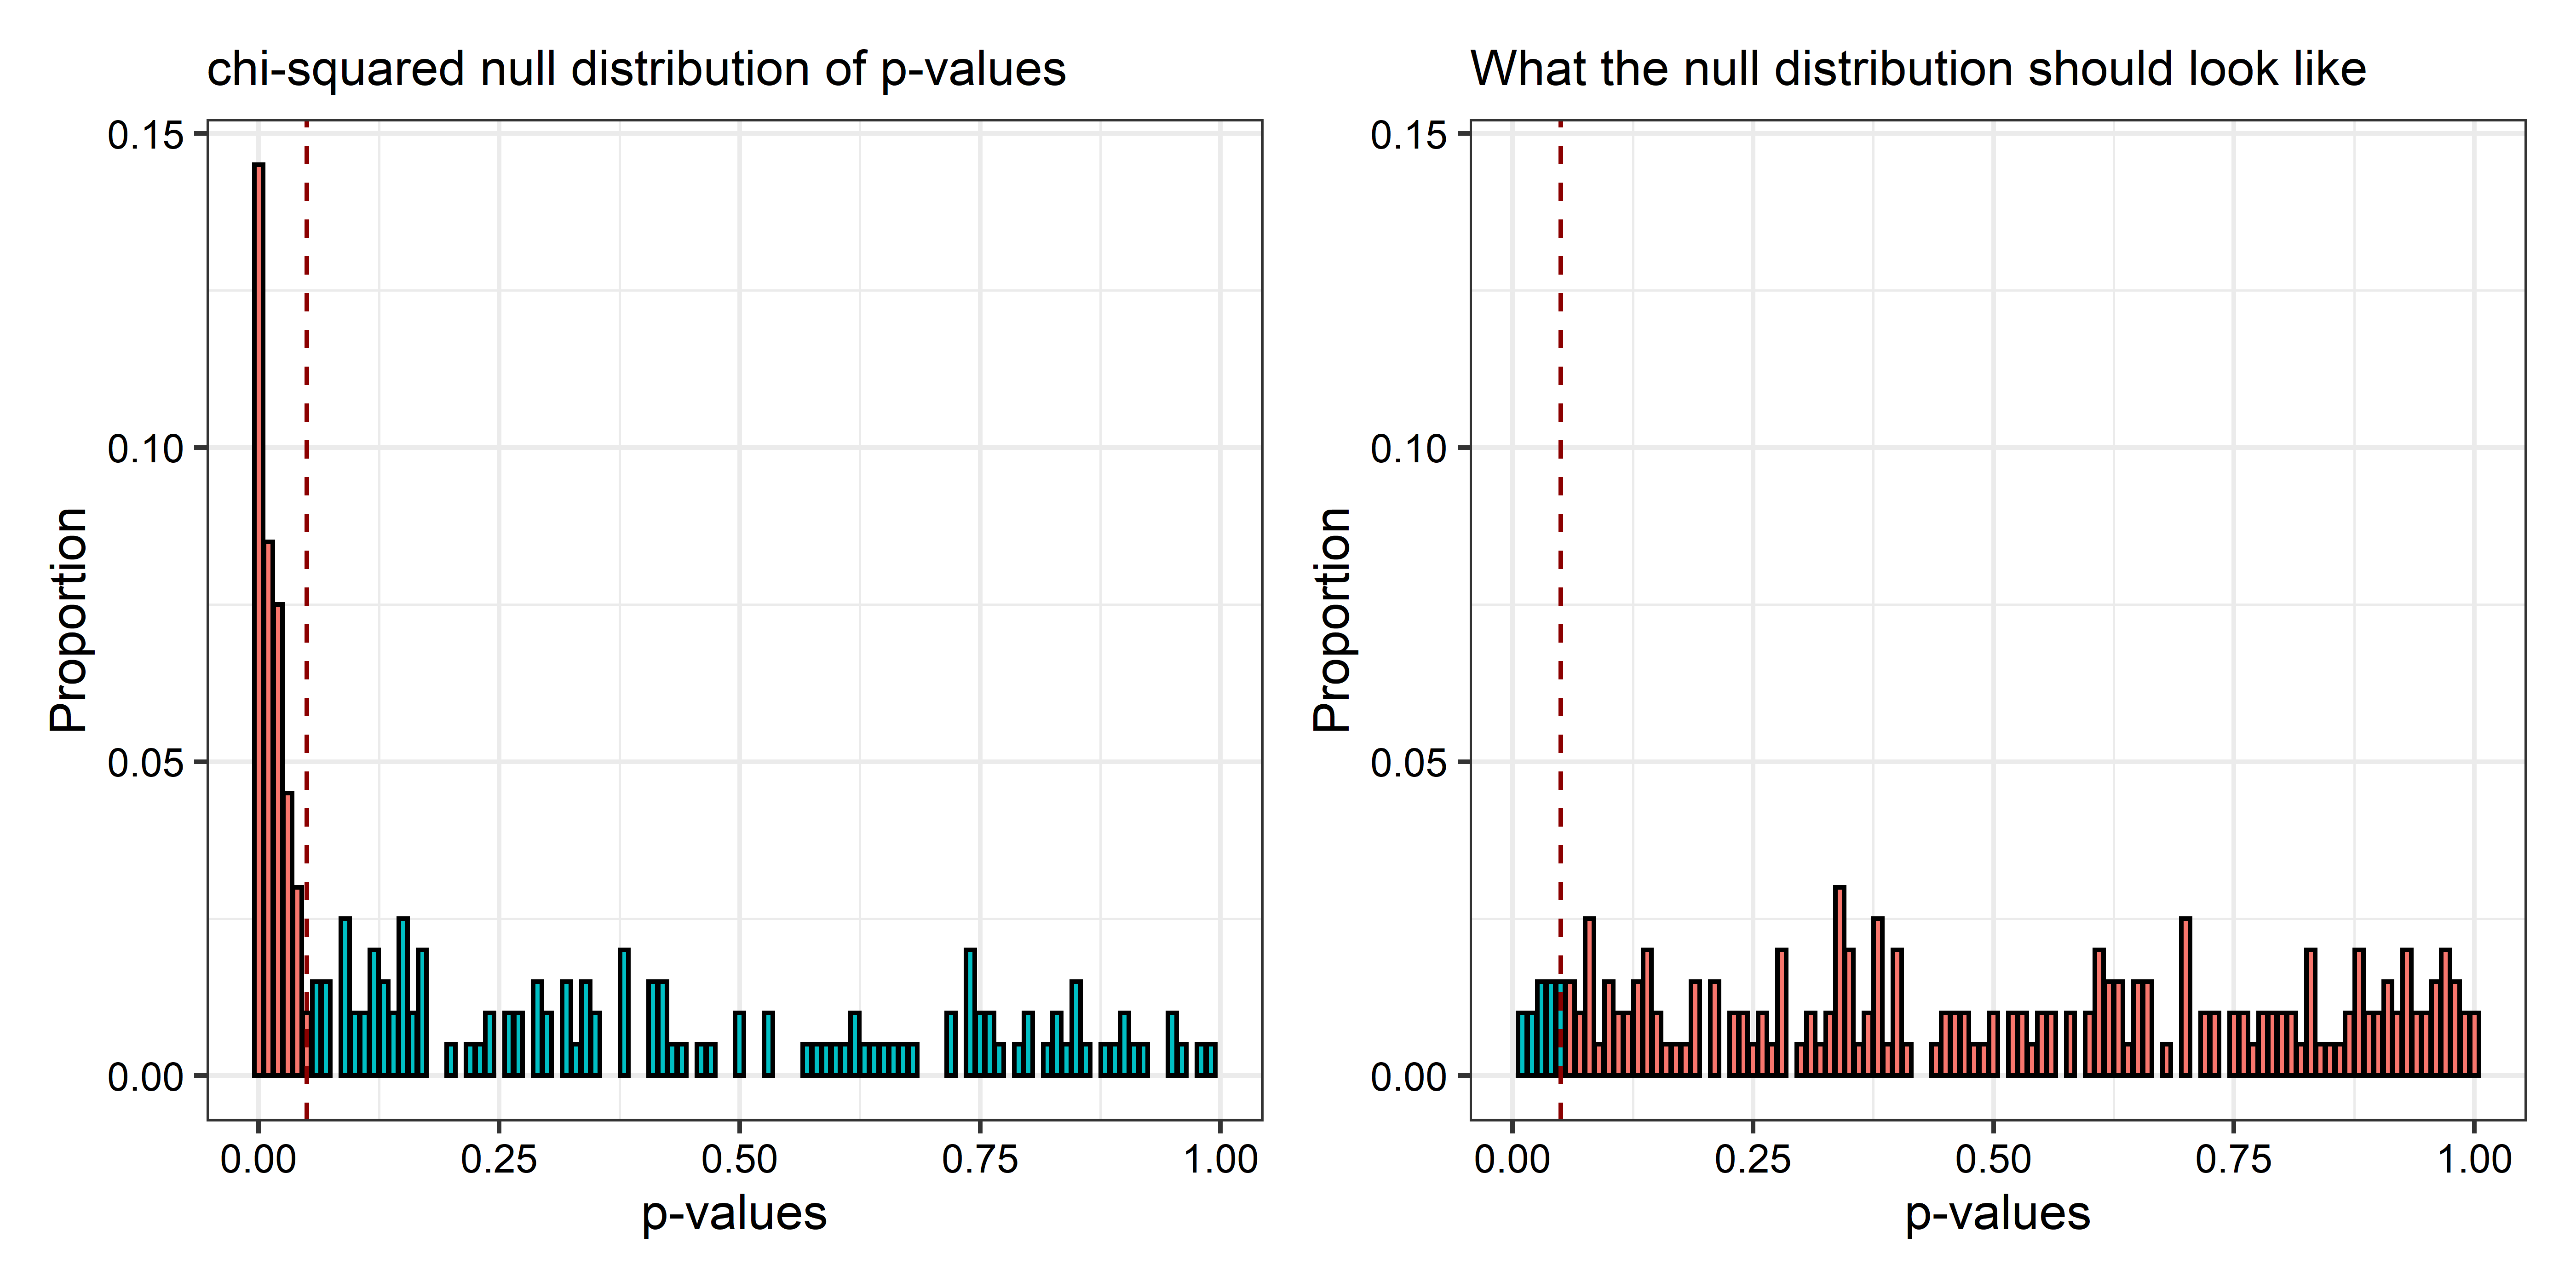 chi-squared null distribution of p-values
0.15
0.10
0.05
0.00
Proportion
0.00 0.25 0.50 0.75 1.00
p-values
What the null distribution should look like
0.15
0.10
0.05
0.00
Proportion
0.00 0.25 0.50 0.75 1.00
p-values